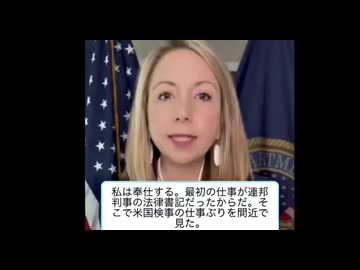 私は奉仕する。最初の仕事が連邦
判事の法律書記だったからだ。そ
こで米国検事の仕事ぶりを間近で
見た。